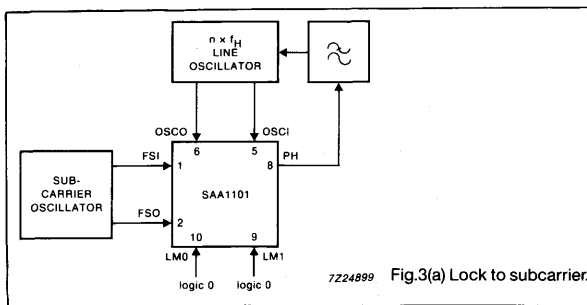 n x fH
LINE
OSCILLATOR
OSCO
OSCI
6
5
FSI
1
8
PH
SUB-
CARRIER
OSCILLATOR
SAA1101
FSO
2
10
9
LM0
LM1
logic 0
logic 0
7Z24899
Fig.3(a) Lock to subcarrier.